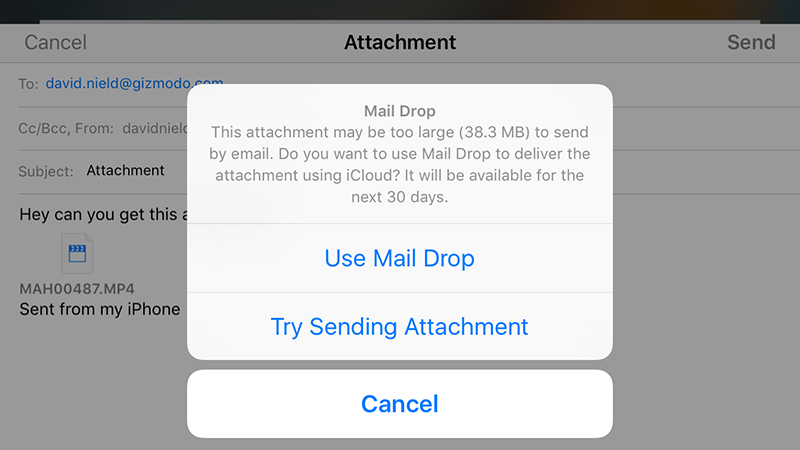 Cancel Attachment Send
To: david.nield@gizmodo.com
Mail Drop
This attachment may be too large (38.3 MB) to send
Cc/Bcc, From: davidnield
by email. Do you want to use Mail Drop to deliver the
Subject: Attachment
attachment using iCloud? It will be available for the
next 30 days.
Hey can you get this
Use Mail Drop
MAH00487.MP4
Sent from my iPhone
Try Sending Attachment
Cancel